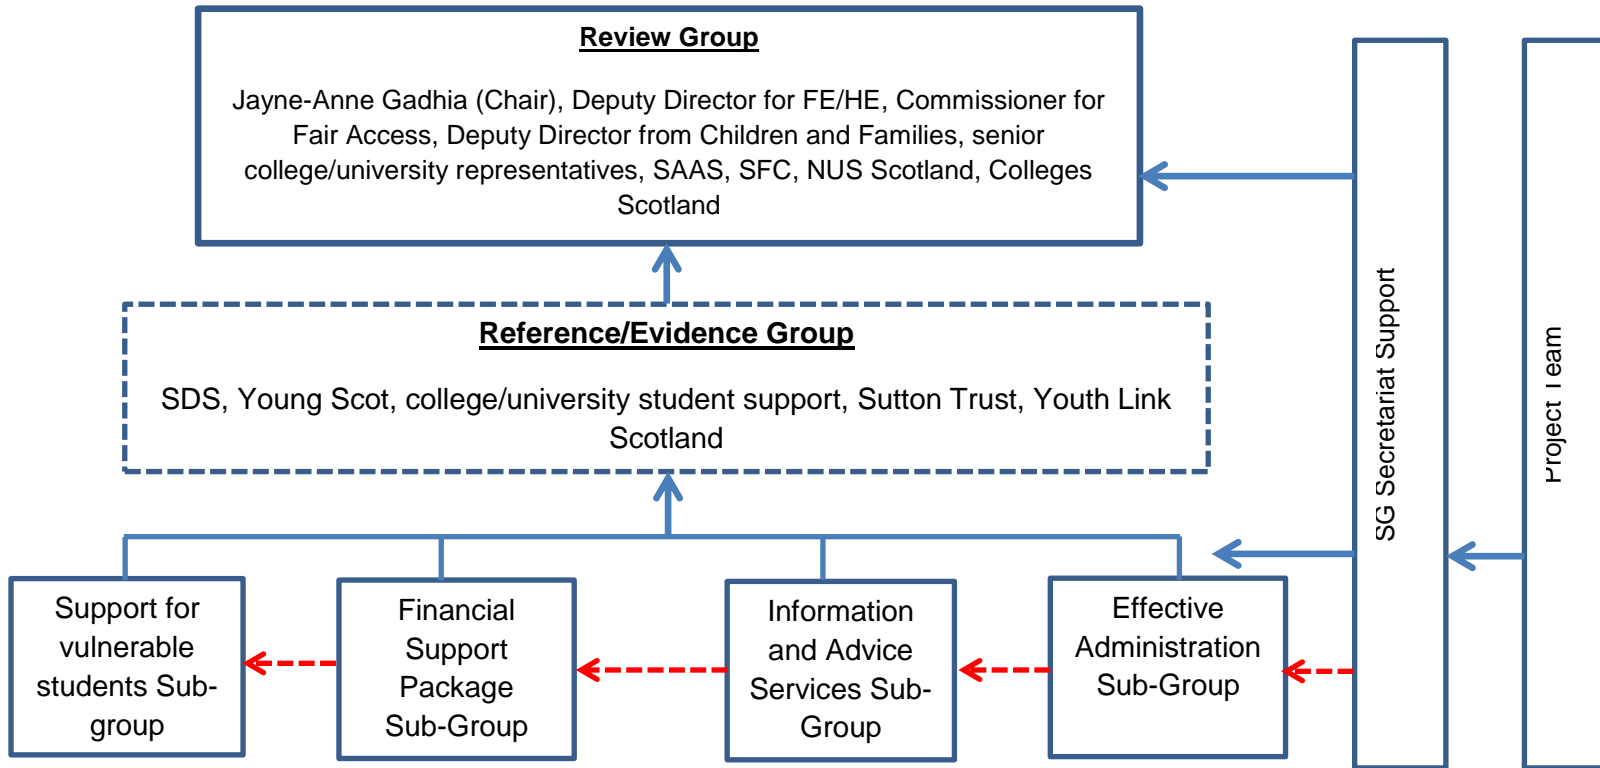 Review Group
Jayne-Anne Gadhia (Chair), Deputy Director for FE/HE, Commissioner for
Fair Access, Deputy Director from Children and Families, senior
college/university representatives, SAAS, SFC, NUS Scotland, Colleges
Scotland
Reference/Evidence Group
SDS, Young Scot, college/university student support, Sutton Trust, Youth Link
Scotland
Support for
vulnerable
students Sub-
group
Financial
Support
Package
Sub-Group
Information
and Advice
Services Sub-
Group
Effective
Administration
Sub-Group
SG Secretariat Support
Project Team